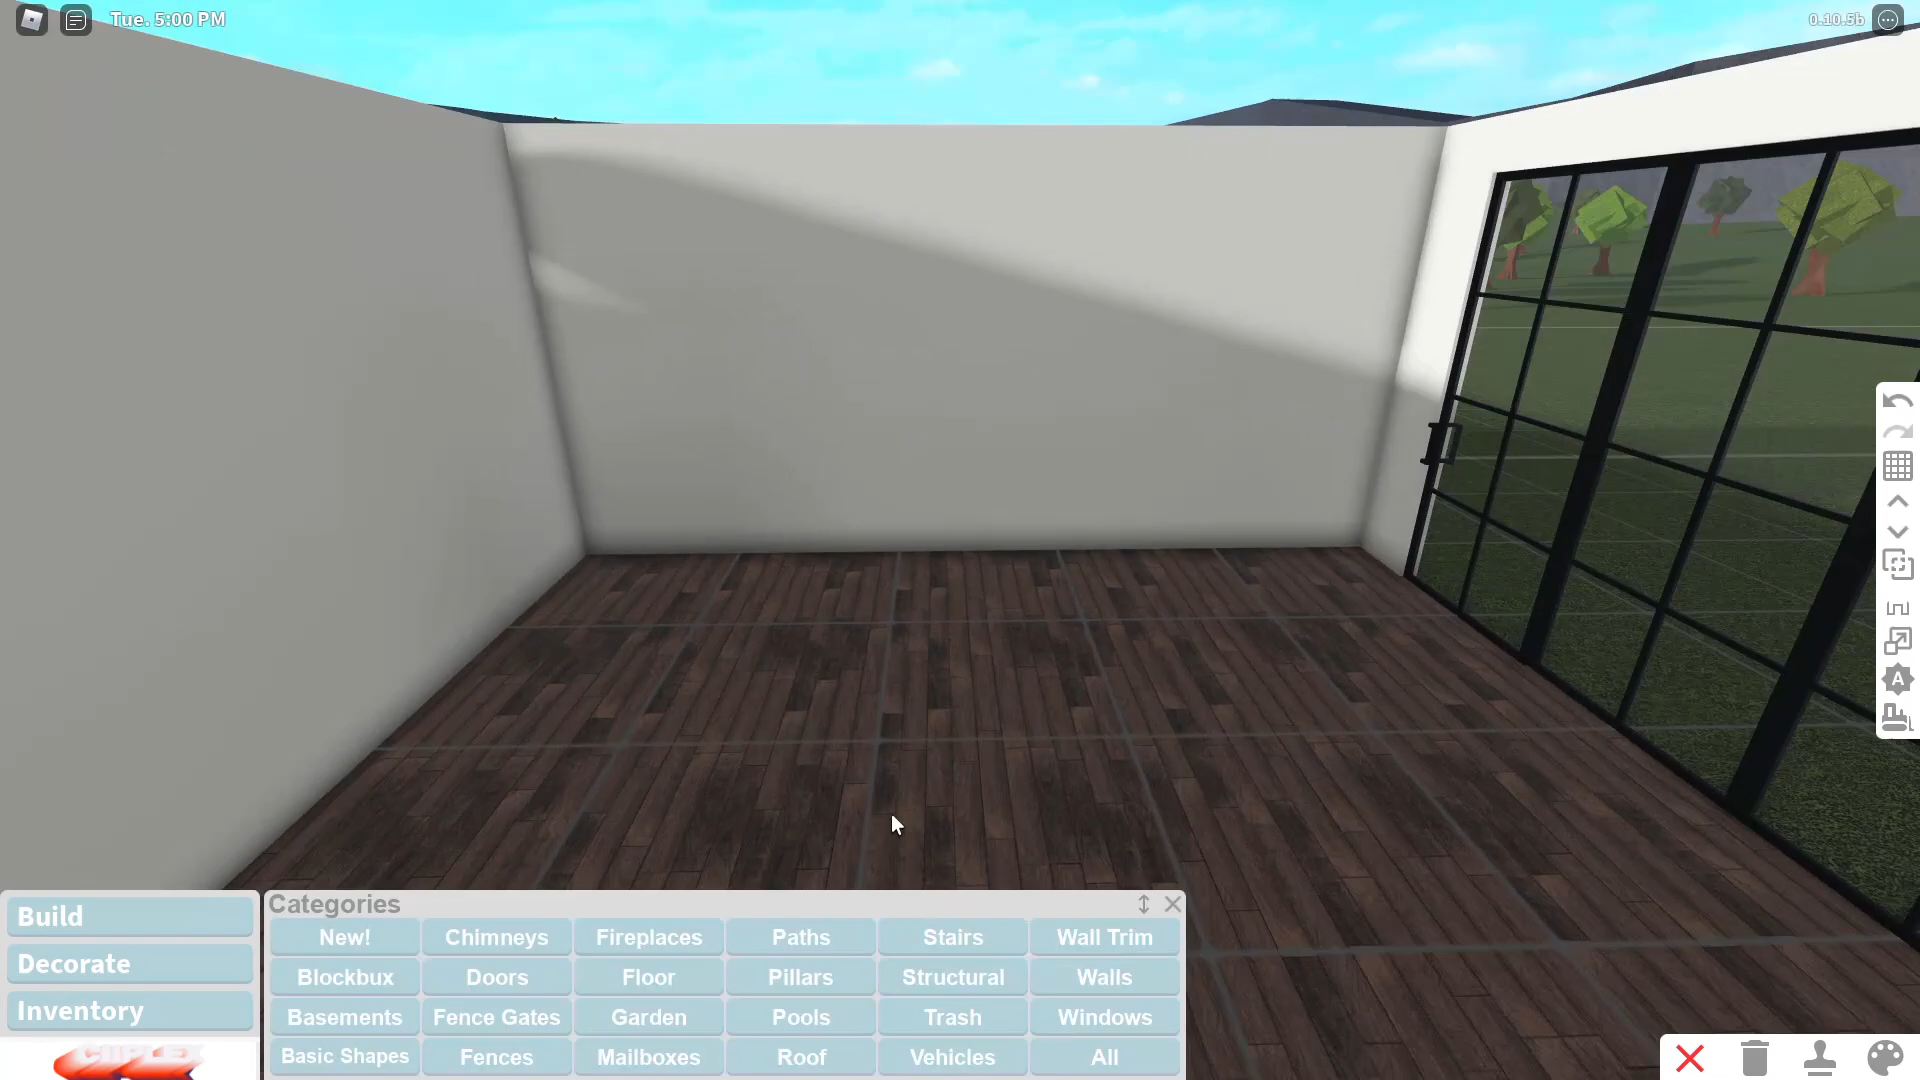 Tue. 5:00 PM
0.10.5b
Build
Decorate
Inventory
Categories
New! Chimneys Fireplaces Paths Stairs Wall Trim
Blockbux Doors Floor Pillars Structural Walls
Basements Fence Gates Garden Pools Trash Windows
Basic Shapes Fences Mailboxes Roof Vehicles All
A